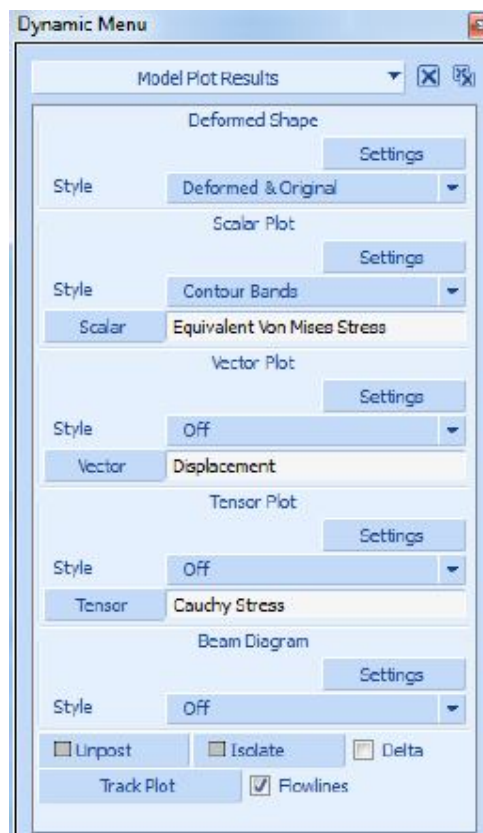 Dynamic Menu
Model Plot Results
Deformed Shape
Settings
Style Deformed & Original
Scalar Plot
Settings
Style Contour Bands
Scalar Equivalent Von Mises Stress
Vector Plot
Settings
Style Off
Vector Displacement
Tensor Plot
Settings
Style Off
Tensor Cauchy Stress
Beam Diagram
Settings
Style Off
Unpost Isolate Delta
Track Plot Flowlines